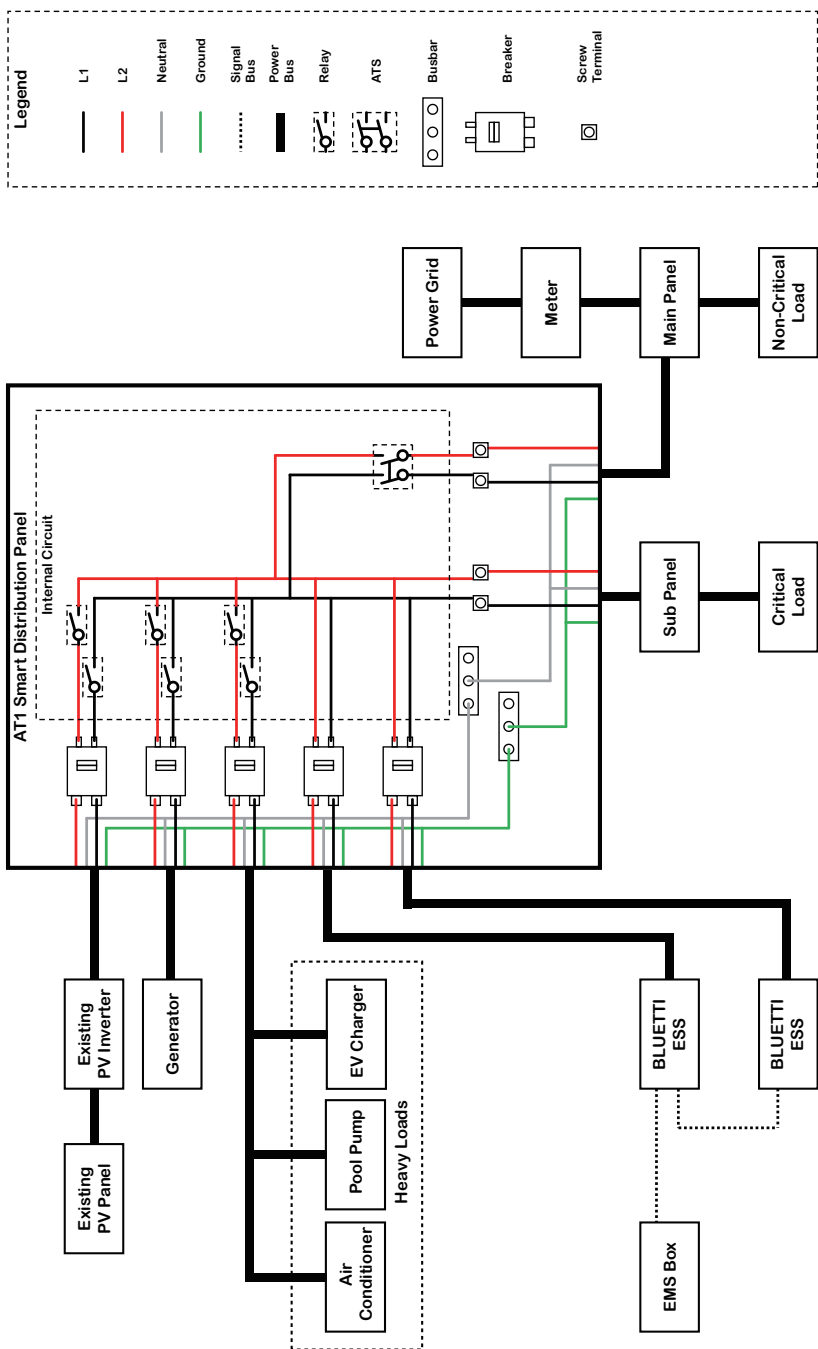 Legend
L1
L2
Neutral
Ground
Signal
Bus
Power
Bus
Relay
ATS
Busbar
Breaker
Screw
Terminal
Power Grid
Meter
Main Panel
Non-Critical
Load
AT1 Smart Distribution Panel
Internal Circuit
Sub Panel
Critical
Load
Existing
PV Inverter
Generator
EV Charger
BLUETTI
ESS
BLUETTI
ESS
Existing
PV Panel
Pool Pump
Heavy Loads
Air
Conditioner
EMS Box